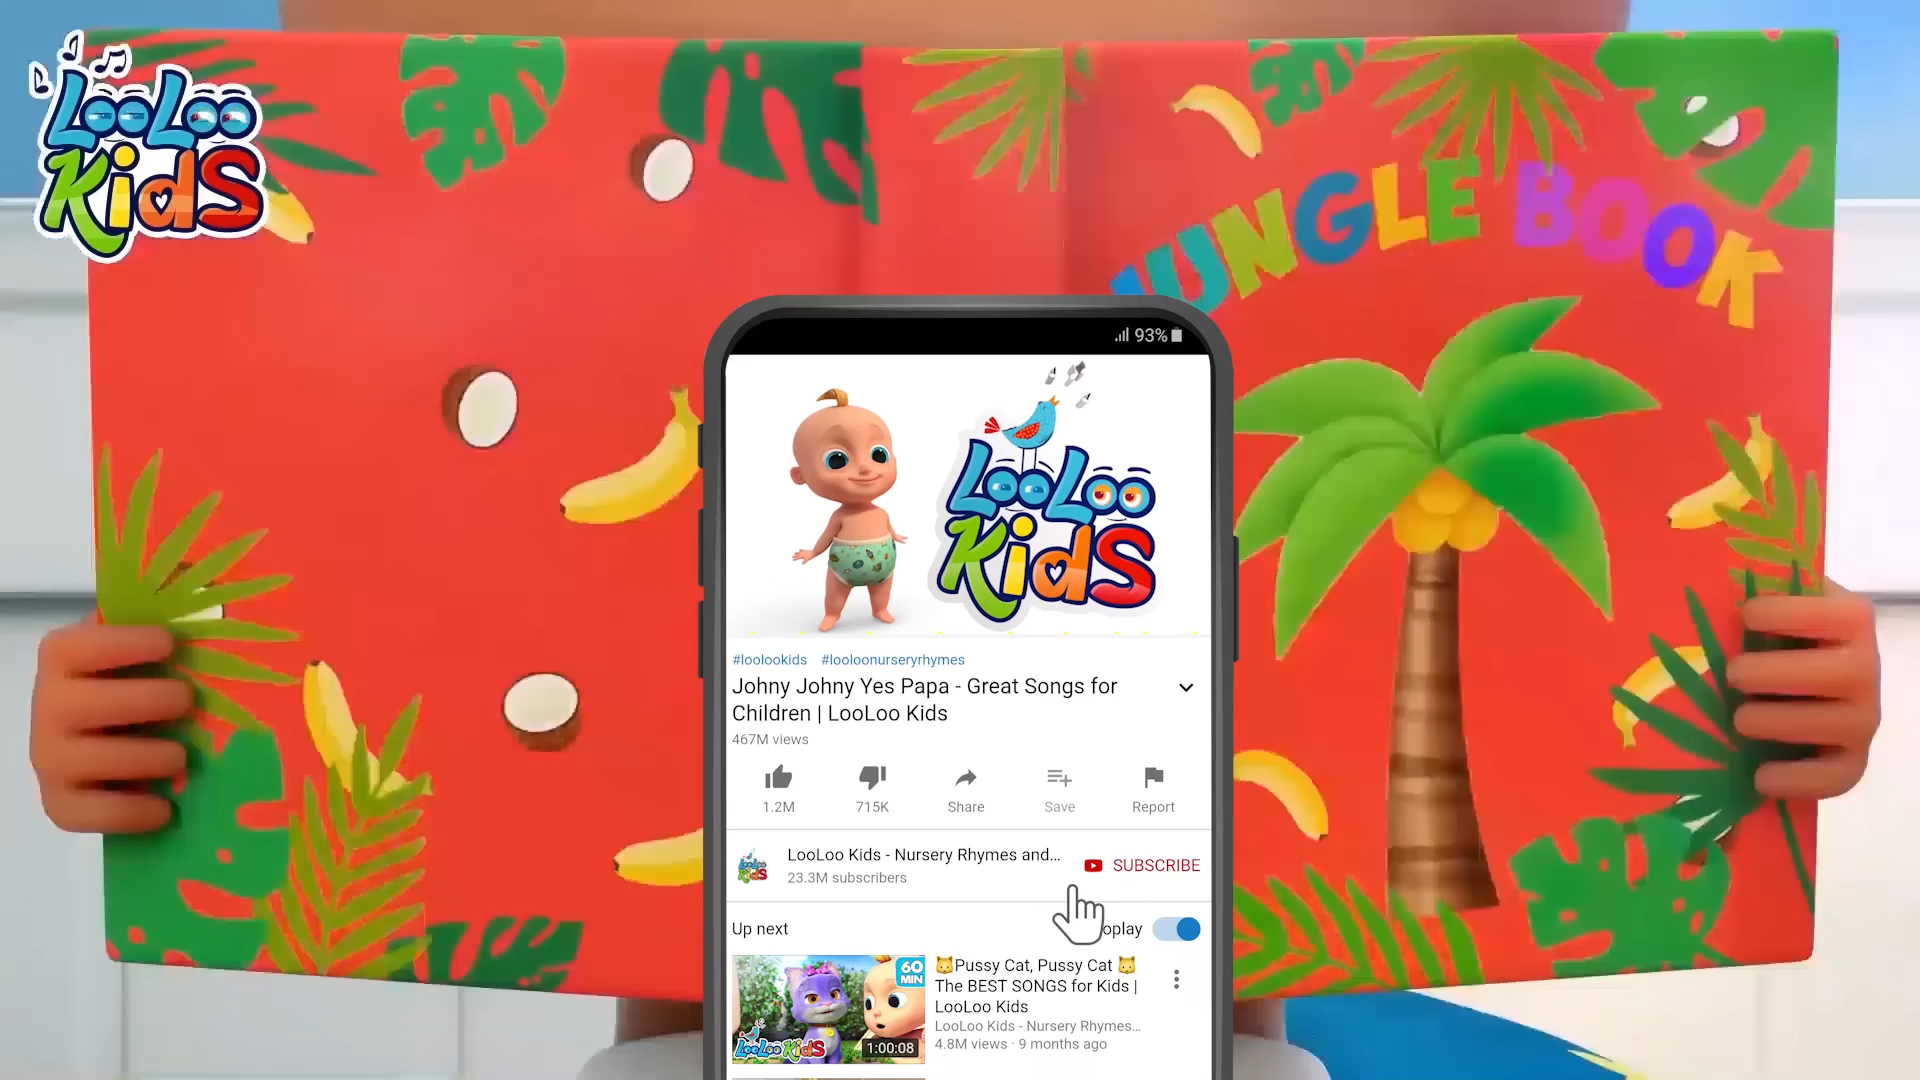 LooLoo
Kids
JUNGLE BOOK
93%
LooLoo
Kids
#loolookids #looloonurseryrhymes
Johny Johny Yes Papa - Great Songs for
Children | LooLoo Kids
467M views
1.2M 715K Share Save Report
LooLoo Kids - Nursery Rhymes and...
SUBSCRIBE
23.3M subscribers
Up next
oplay
60
MIN
LooLoo Kids
1:00:08
🐱Pussy Cat, Pussy Cat 🐱
The BEST SONGS for Kids |
LooLoo Kids
LooLoo Kids - Nursery Rhymes...
4.8M views · 9 months ago